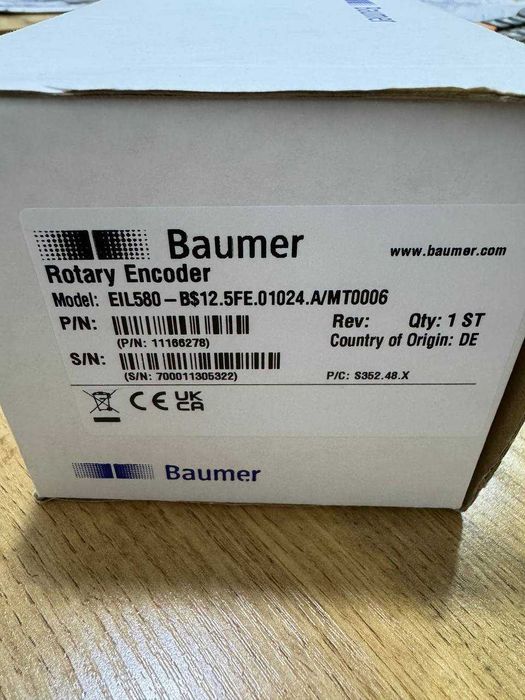 Baumer
Baumer
www.baumer.com
Rotary Encoder
Model: EIL580-B$12.5FE.01024.A/MT0006
P/N:
Rev: Qty: 1 ST
(P/N: 11166278)
Country of Origin: DE
S/N:
(S/N: 700011305322)
P/C: S352.48.X
CE UK CA
Baumer